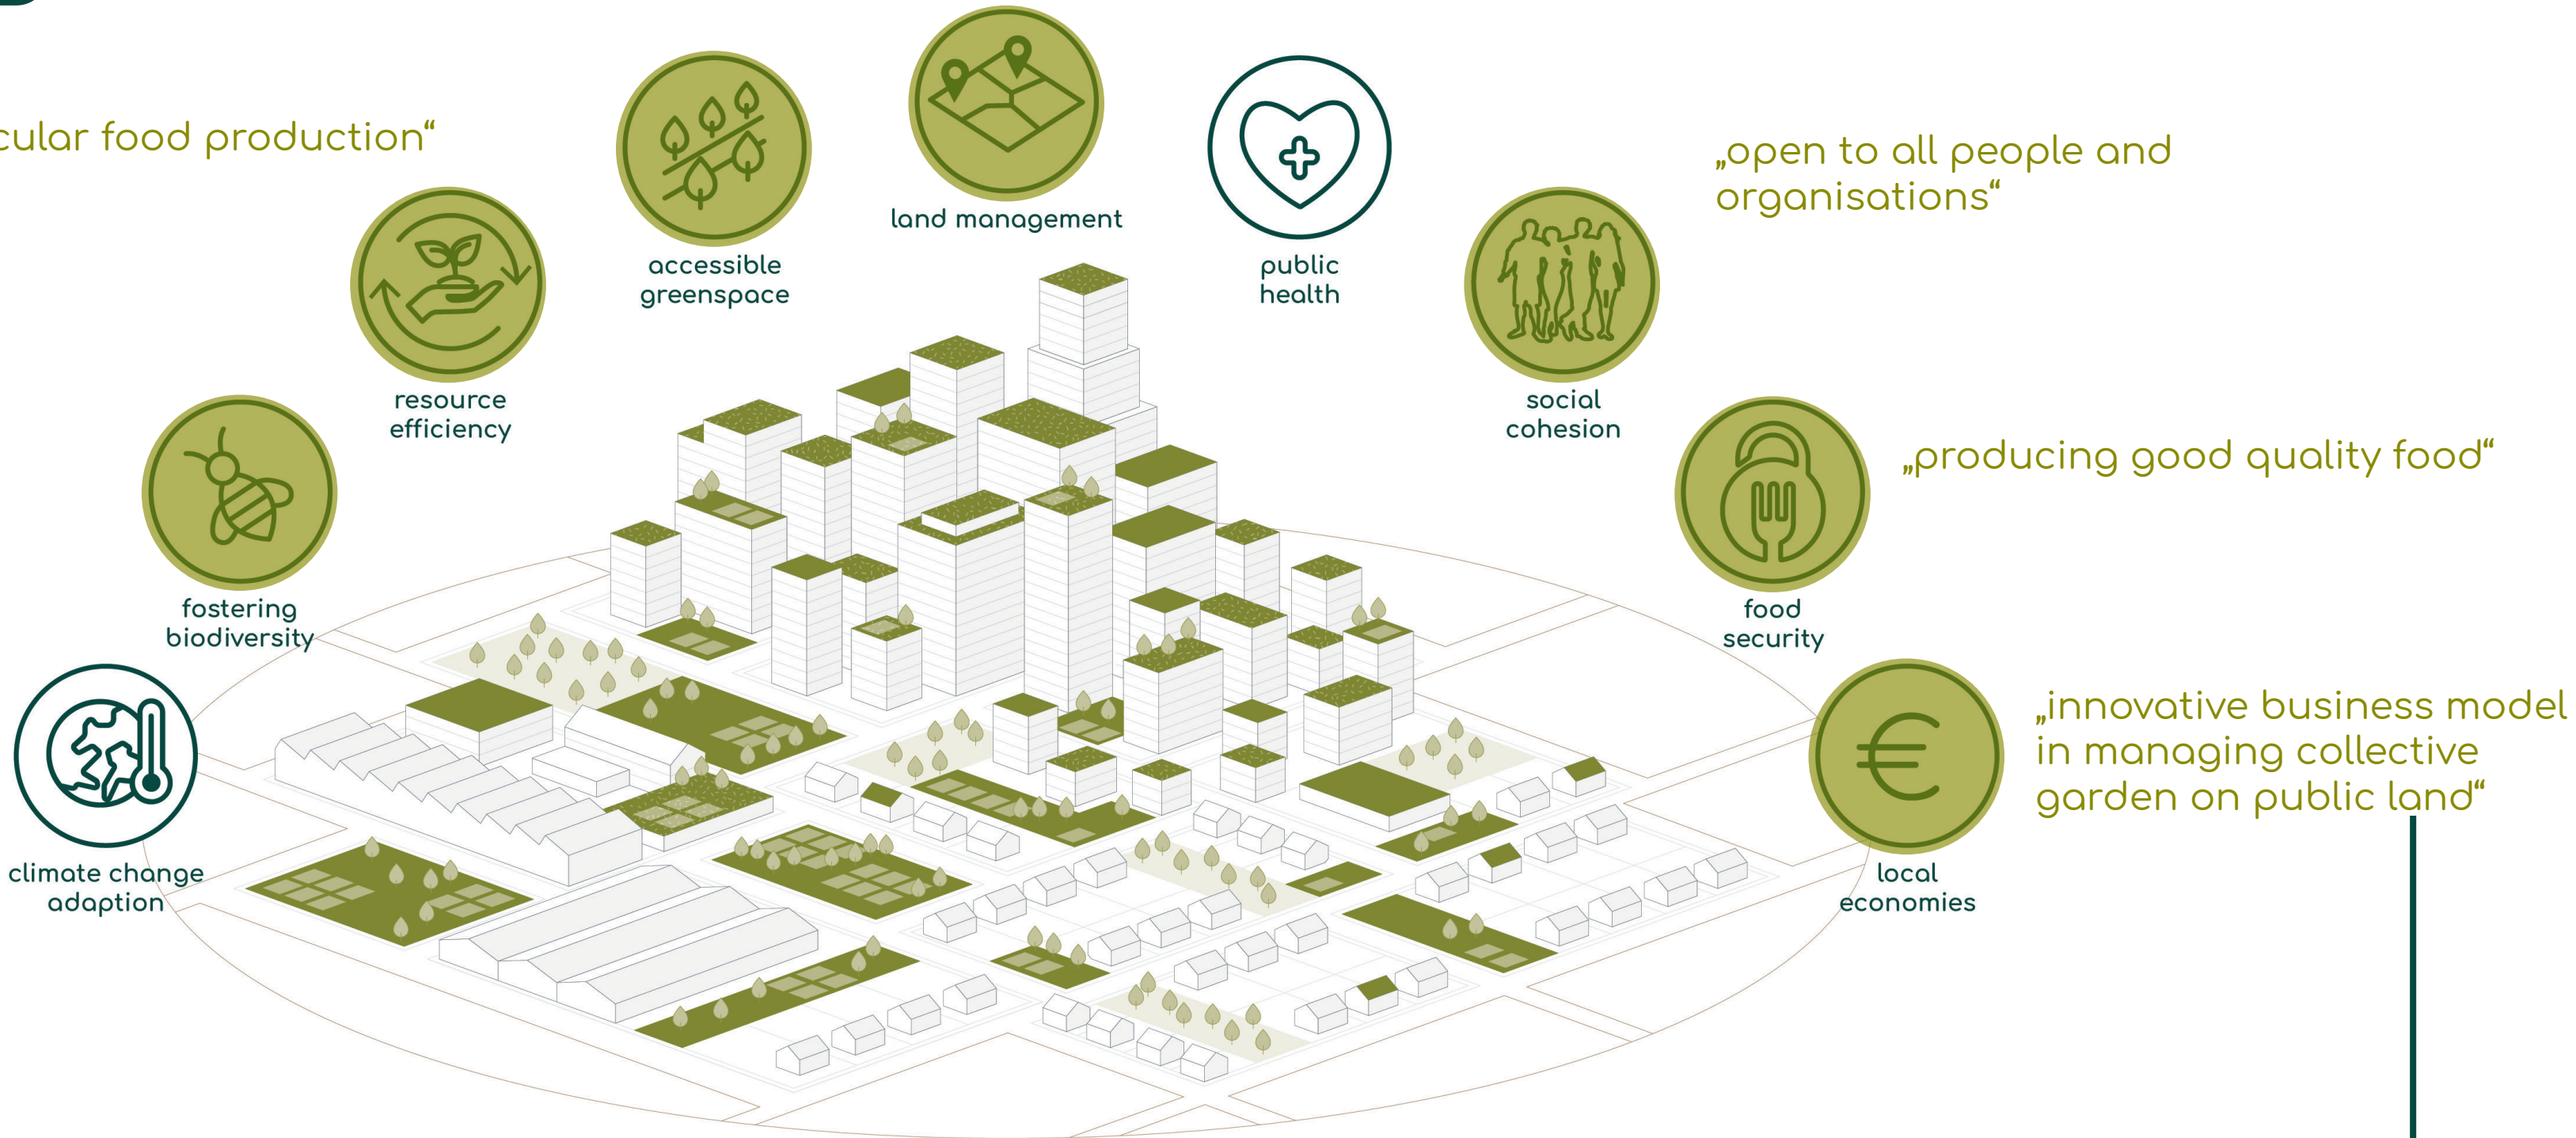 food production“
land management
„open to all people and
organisations“
accessible
greenspace
public
health
resource
efficiency
social
cohesion
„producing good quality food“
fostering
biodiversity
food
security
„innovative business model
in managing collective
garden on public land“
climate change
adaption
local
economies